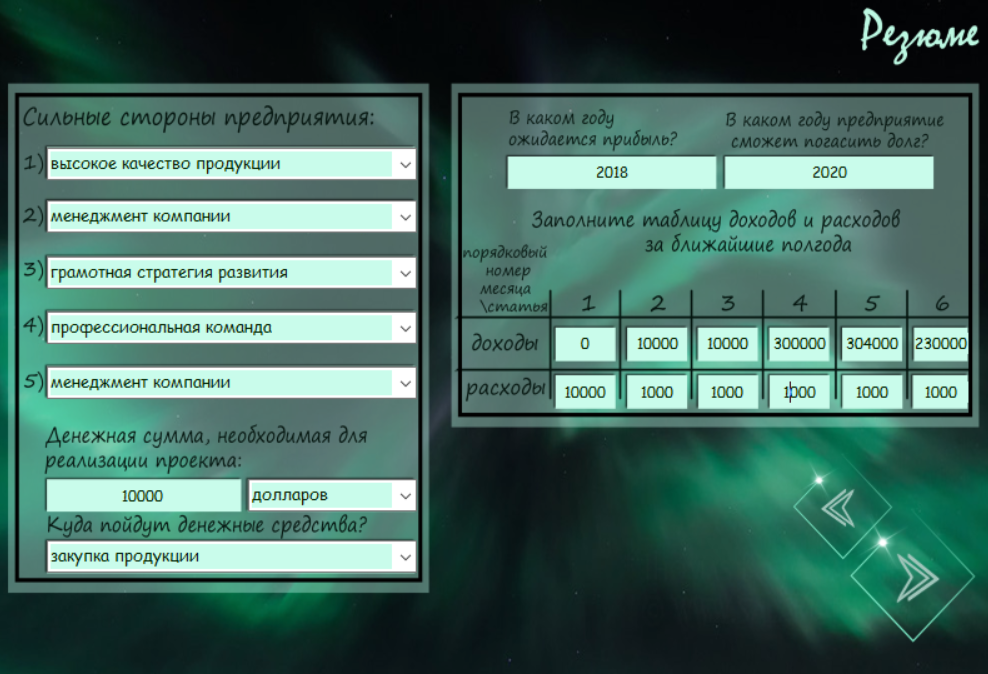 Резюме
Сильные стороны предприятия:
1) высокое качество продукции
2) менеджмент компании
3) грамотная стратегия развития
4) профессиональная команда
5) менеджмент компании
Денежная сумма, необходимая для
реализации проекта:
10000 долларов
Куда пойдут денежные средства?
закупка продукции
В каком году
ожидается прибыль?
2018
В каком году предприятие
сможет погасить долг?
2020
Заполните таблицу доходов и расходов
за ближайшие полгода
порядковый
номер
месяца
\статья 1 2 3 4 5 6
доходы 0 10000 10000 300000 304000 230000
расходы 10000 1000 1000 1000 1000 1000